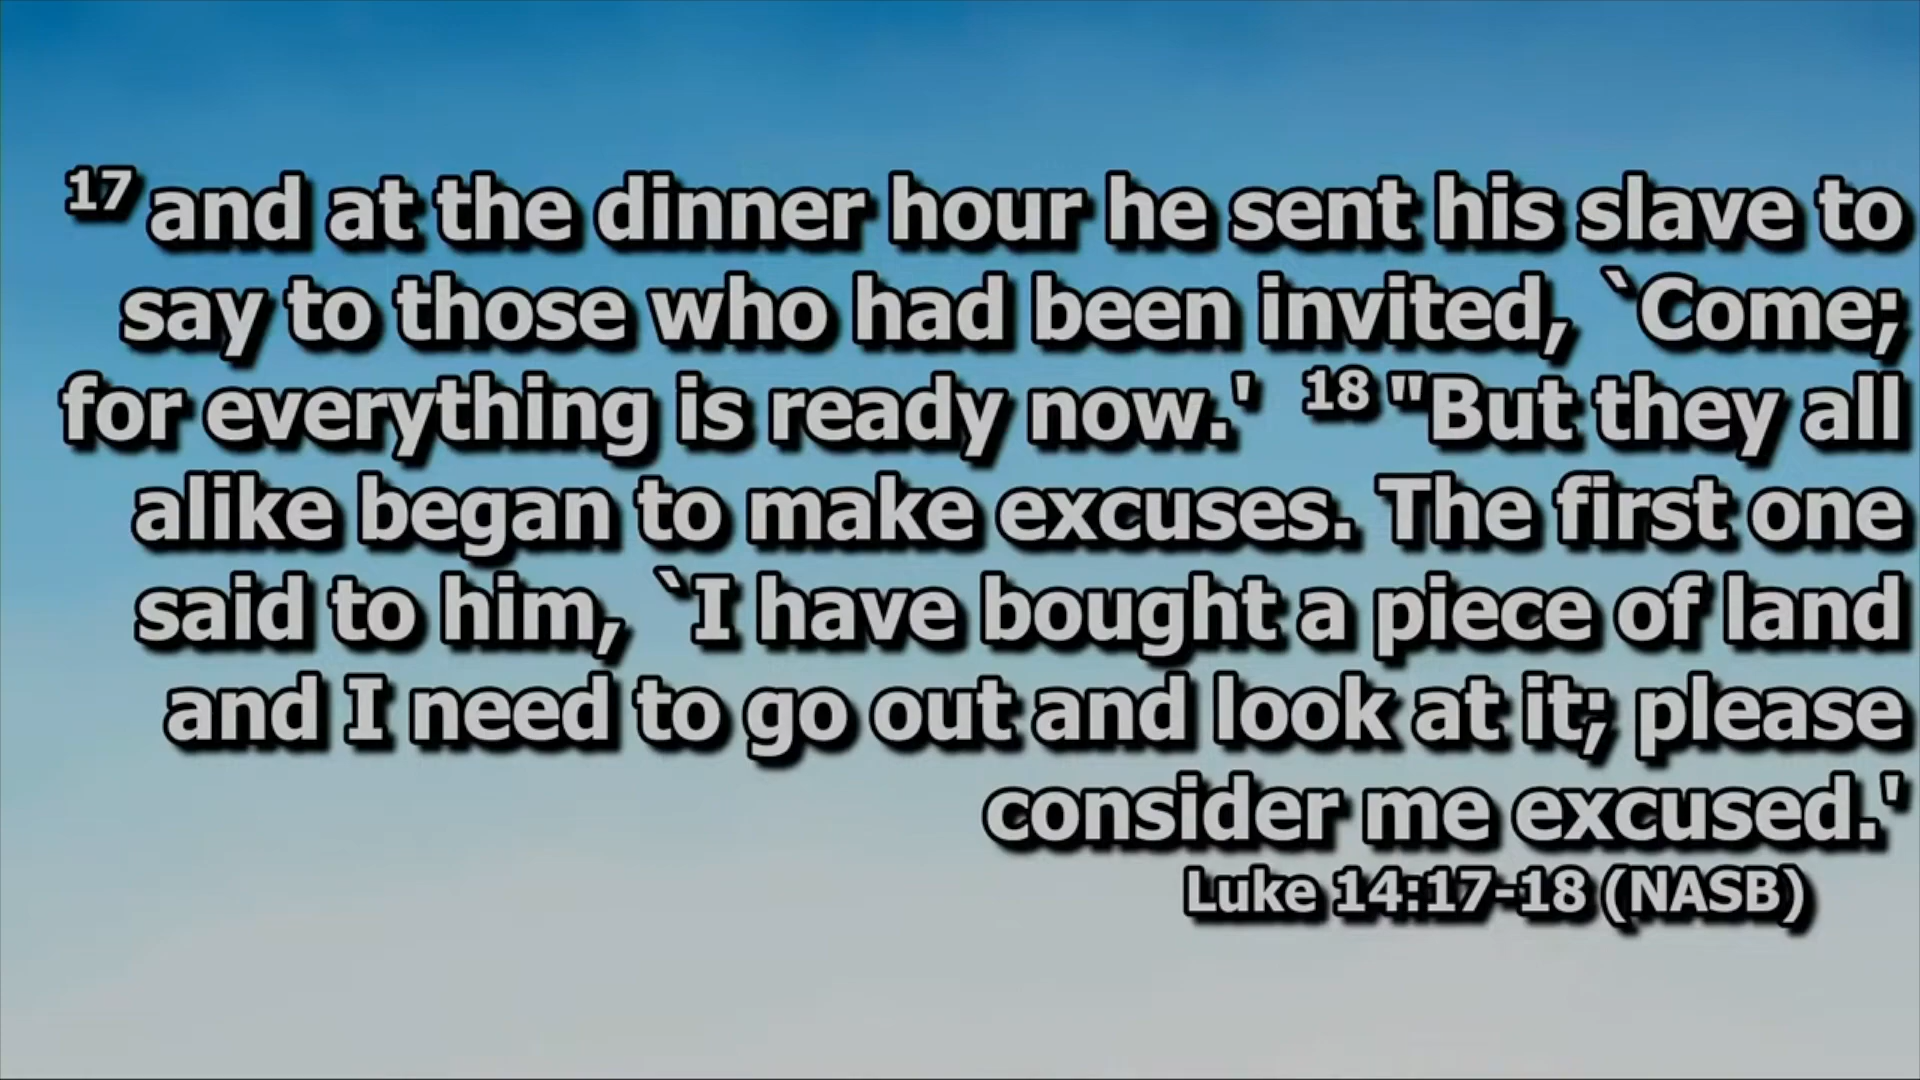 17 and at the dinner hour he sent his slave to
say to those who had been invited, `Come;
for everything is ready now.' 18 "But they all
alike began to make excuses. The first one
said to him, `I have bought a piece of land
and I need to go out and look at it; please
consider me excused.'
Luke 14:17-18 (NASB)